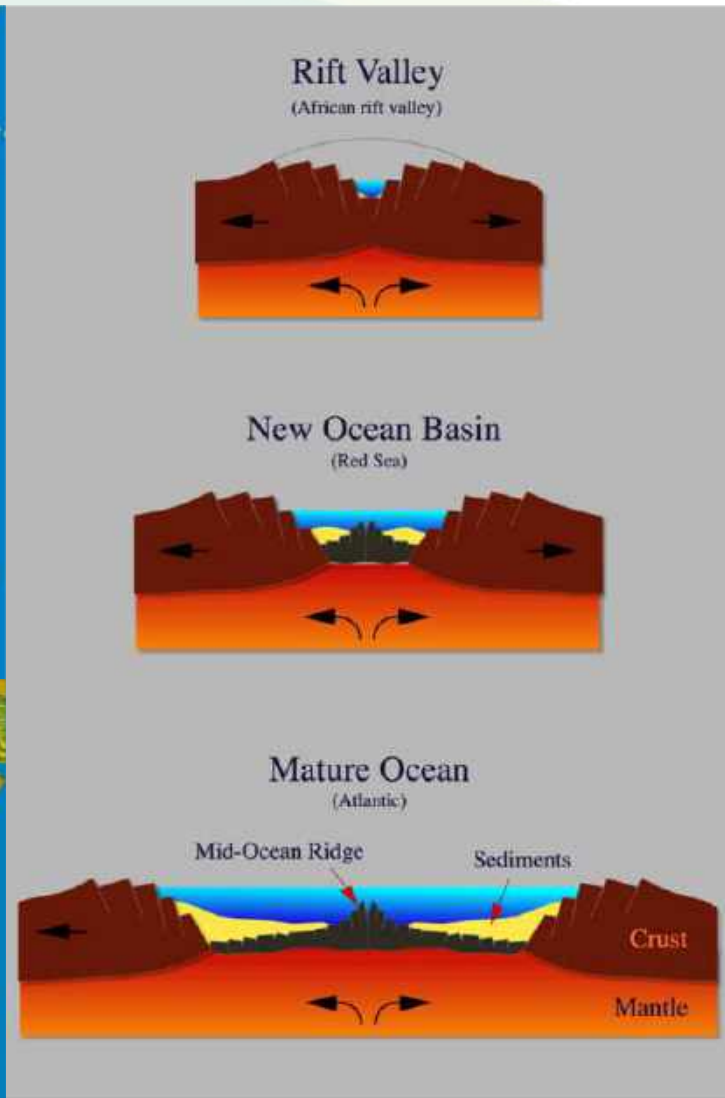 Rift Valley
(African rift valley)
New Ocean Basin
(Red Sea)
Mature Ocean
(Atlantic)
Mid-Ocean Ridge
Sediments
Crust
Mantle